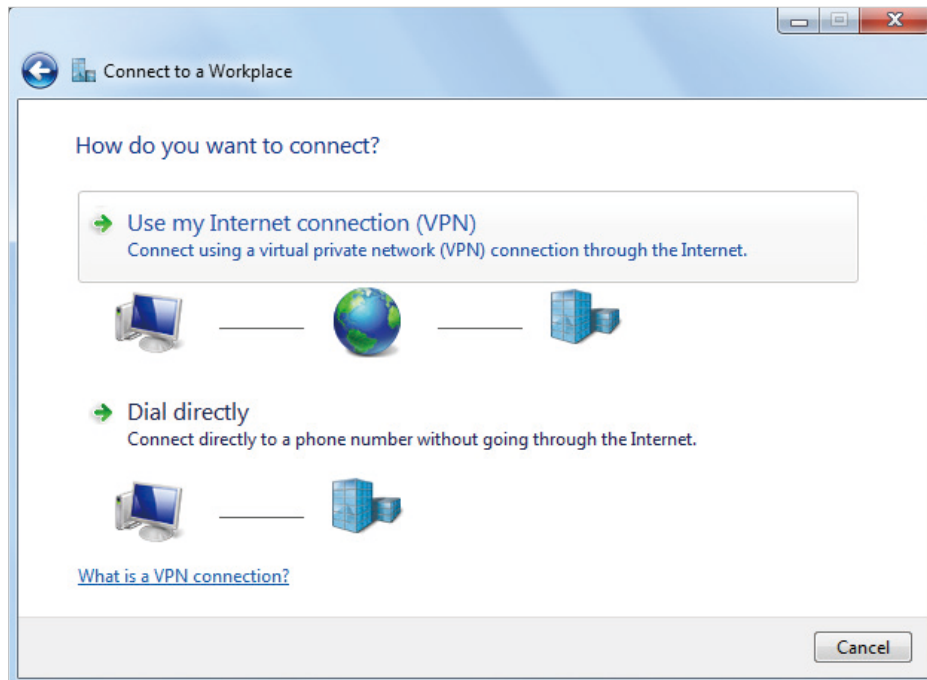 Connect to a Workplace
How do you want to connect?
Use my Internet connection (VPN)
Connect using a virtual private network (VPN) connection through the Internet.
Dial directly
Connect directly to a phone number without going through the Internet.
What is a VPN connection?
Cancel